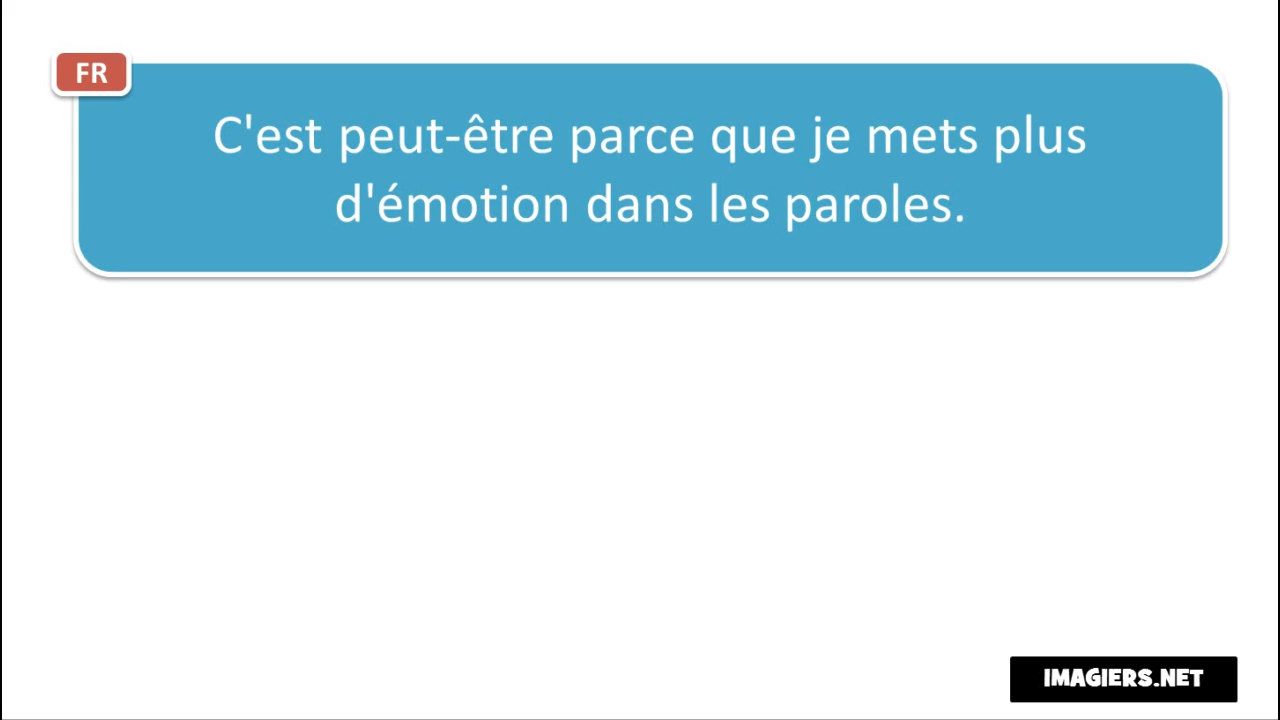 FR
C'est peut-être parce que je mets plus
d'émotion dans les paroles.
IMAGIERS.NET